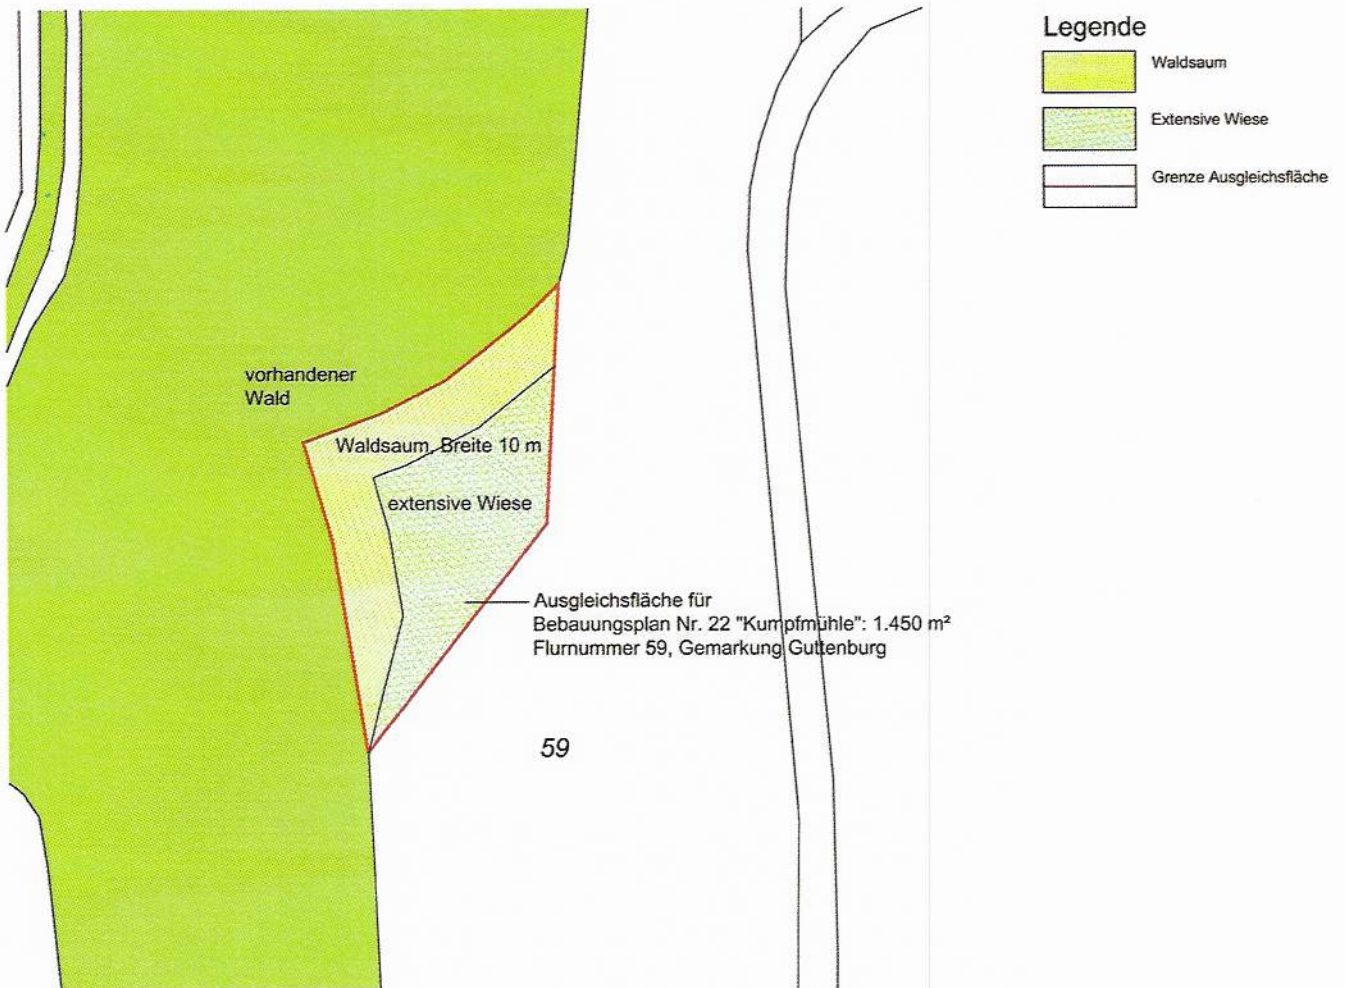 Legende
Waldsaum
Extensive Wiese
Grenze Ausgleichsfläche
vorhandener
Wald
Waldsaum, Breite 10 m
extensive Wiese
Ausgleichsfläche für
Bebauungsplan Nr. 22 "Kumpfmühle": 1.450 m²
Flurnummer 59, Gemarkung Guttenburg
59